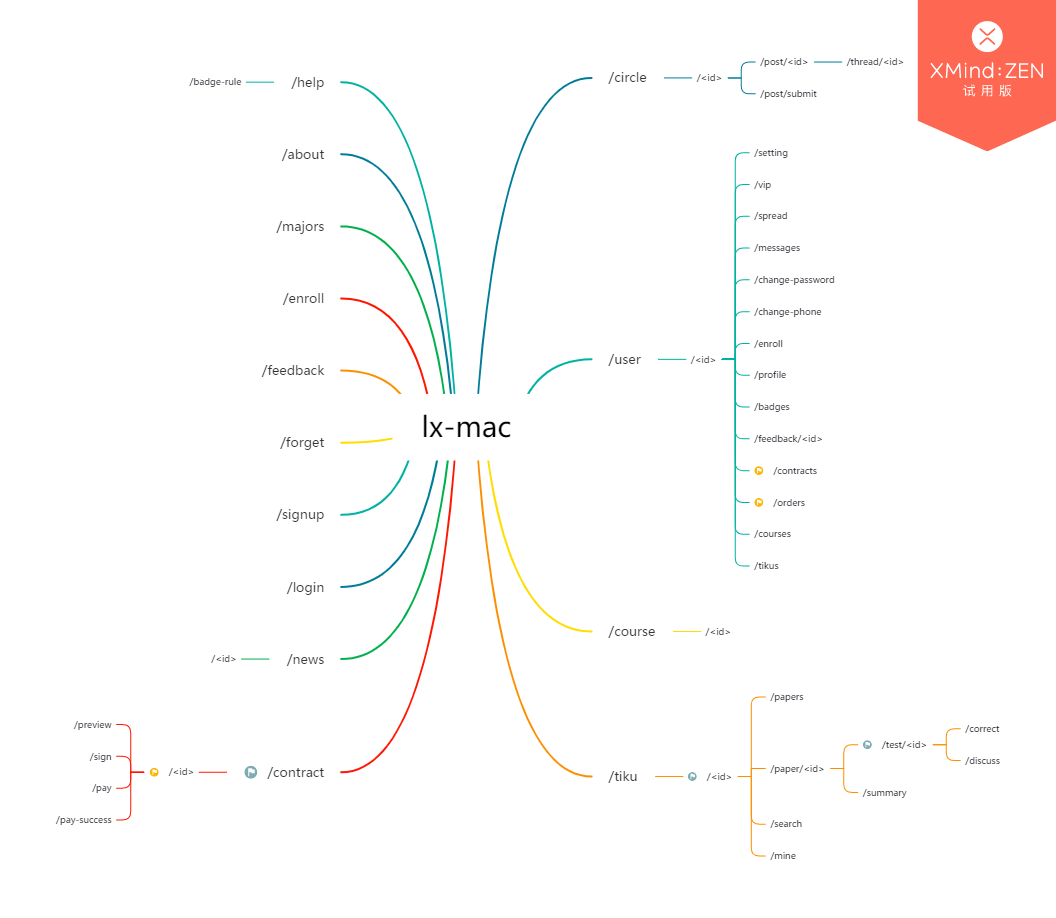 XMind:ZEN
试用版
lx-mac
/circle
/<id>
/post/<id>
/thread/<id>
/post/submit
/user
/<id>
/setting
/vip
/spread
/messages
/change-password
/change-phone
/enroll
/profile
/badges
/feedback/<id>
/contracts
/orders
/courses
/tikus
/course
/<id>
/tiku
/<id>
/papers
/paper/<id>
/test/<id>
/correct
/discuss
/summary
/search
/mine
/help
/badge-rule
/about
/majors
/enroll
/feedback
/forget
/signup
/login
/news
/<id>
/contract
/<id>
/preview
/sign
/pay
/pay-success